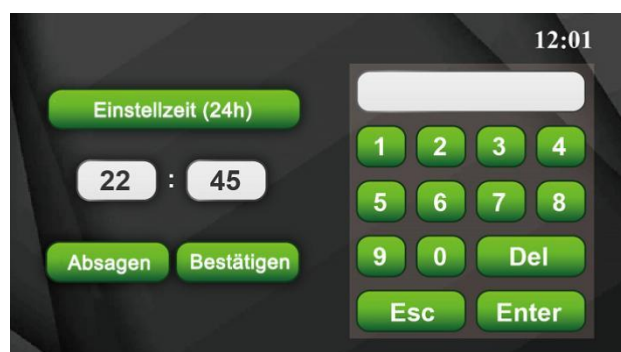 12:01
Einstellzeit (24h)
22 : 45
Absagen Bestätigen
1 2 3 4
5 6 7 8
9 0 Del
Esc Enter